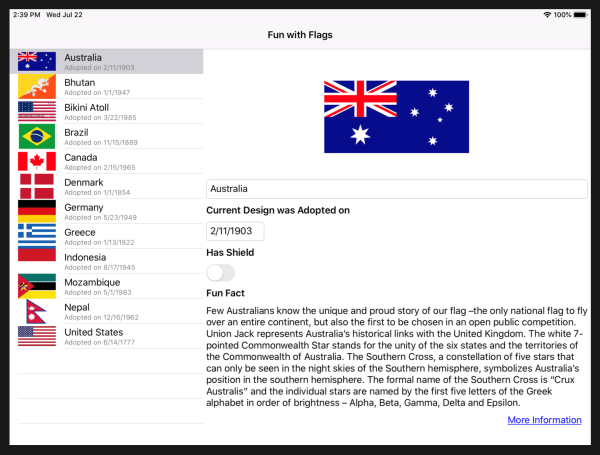 2:39 PM Wed Jul 22
100%
Fun with Flags
Australia
Adopted on 2/11/1903
Bhutan
Adopted on 1/1/1947
Bikini Atoll
Adopted on 3/22/1985
Brazil
Adopted on 11/15/1889
Canada
Adopted on 2/15/1965
Denmark
Adopted on 1/1/1854
Germany
Adopted on 5/23/1949
Greece
Adopted on 1/13/1822
Indonesia
Adopted on 8/17/1945
Mozambique
Adopted on 5/1/1983
Nepal
Adopted on 12/16/1962
United States
Adopted on 6/14/1777
Australia
Current Design was Adopted on
2/11/1903
Has Shield
Fun Fact
Few Australians know the unique and proud story of our flag –the only national flag to fly
over an entire continent, but also the first to be chosen in an open public competition.
Union Jack represents Australia’s historical links with the United Kingdom. The white 7-
pointed Commonwealth Star stands for the unity of the six states and the territories of
the Commonwealth of Australia. The Southern Cross, a constellation of five stars that
can only be seen in the night skies of the Southern hemisphere, symbolizes Australia’s
position in the southern hemisphere. The formal name of the Southern Cross is “Crux
Australis” and the individual stars are named by the first five letters of the Greek
alphabet in order of brightness – Alpha, Beta, Gamma, Delta and Epsilon.
More Information